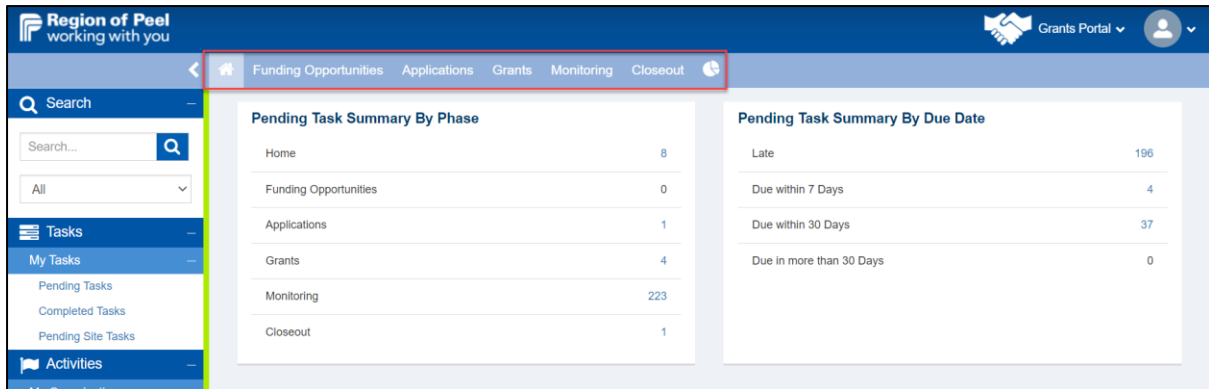 Region of Peel
working with you
Grants Portal
Funding Opportunities Applications Grants Monitoring Closeout
Search
Search...
All
Tasks
My Tasks
Pending Tasks
Completed Tasks
Pending Site Tasks
Activities
Pending Task Summary By Phase
Home 8
Funding Opportunities 0
Applications 1
Grants 4
Monitoring 223
Closeout 1
Pending Task Summary By Due Date
Late 196
Due within 7 Days 4
Due within 30 Days 37
Due in more than 30 Days 0